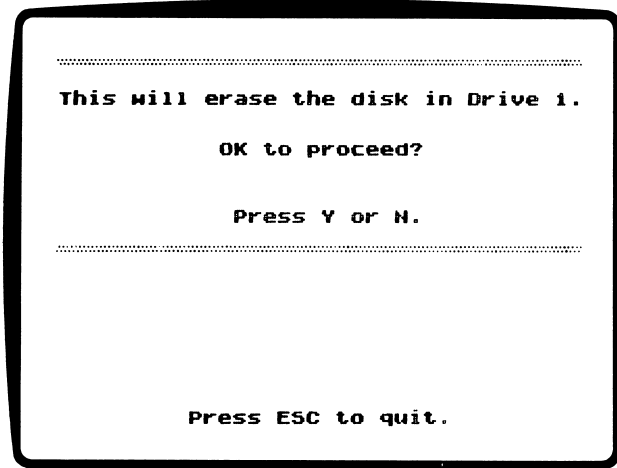 This will erase the disk in Drive 1.
OK to proceed?
Press Y or N.
Press ESC to quit.